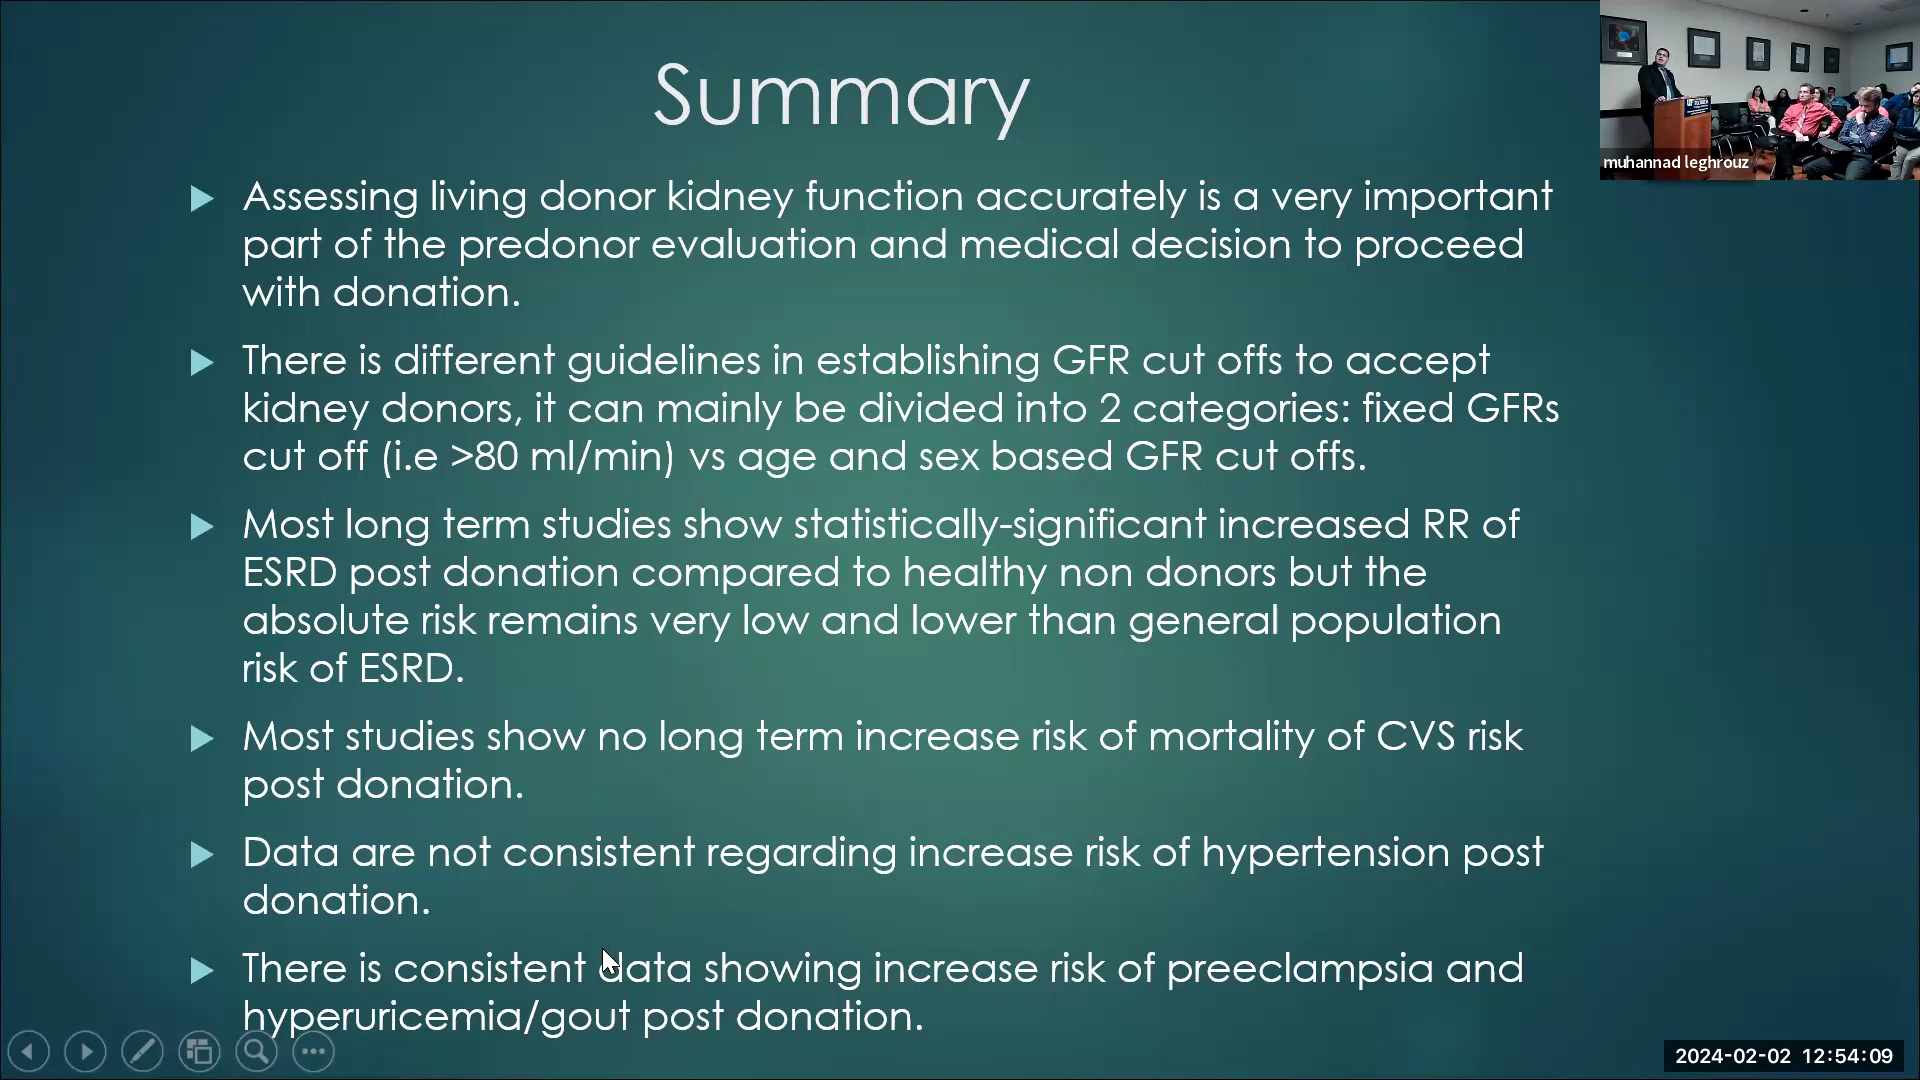 Summary
Assessing living donor kidney function accurately is a very important
part of the predonor evaluation and medical decision to proceed
with donation.
There is different guidelines in establishing GFR cut offs to accept
kidney donors, it can mainly be divided into 2 categories: fixed GFRs
cut off (i.e >80 ml/min) vs age and sex based GFR cut offs.
Most long term studies show statistically-significant increased RR of
ESRD post donation compared to healthy non donors but the
absolute risk remains very low and lower than general population
risk of ESRD.
Most studies show no long term increase risk of mortality of CVS risk
post donation.
Data are not consistent regarding increase risk of hypertension post
donation.
There is consistent data showing increase risk of preeclampsia and
hyperuricemia/gout post donation.
muhannad leghrouz
UF
2024-02-02 12:54:09